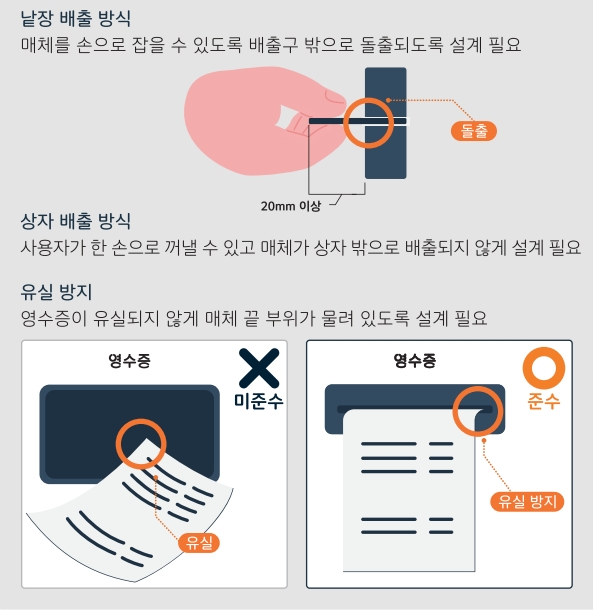 낱장 배출 방식
매체를 손으로 잡을 수 있도록 배출구 밖으로 돌출되도록 설계 필요
돌출
20mm 이상
상자 배출 방식
사용자가 한 손으로 꺼낼 수 있고 매체가 상자 밖으로 배출되지 않게 설계 필요
유실 방지
영수증이 유실되지 않게 매체 끝 부위가 물려 있도록 설계 필요
영수증
미준수
유실
영수증
준수
유실 방지